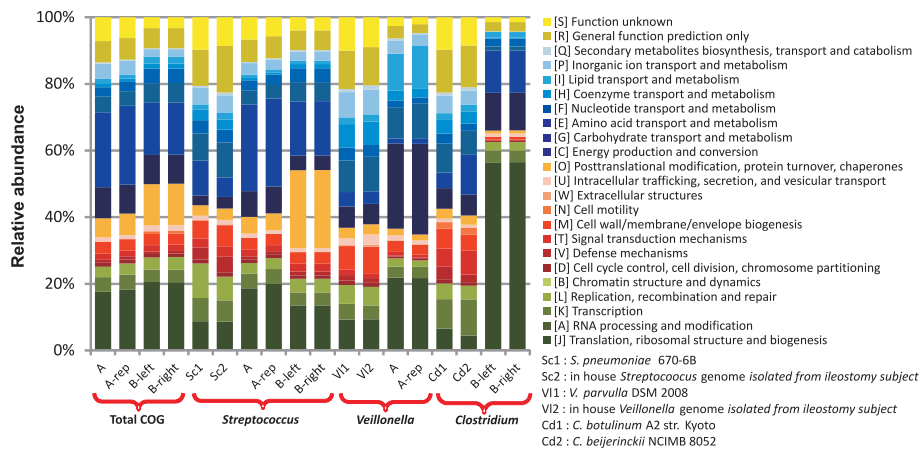 Relative abundance
100%
80%
60%
40%
20%
0%
A
A-rep
B-left
B-right
Sc1
Sc2
A
A-rep
B-left
B-right
Vl1
Vl2
A
A-rep
Cd1
Cd2
B-left
B-right
Total COG
Streptococcus
Veillonella
Clostridium
[S] Function unknown
[R] General function prediction only
[Q] Secondary metabolites biosynthesis, transport and catabolism
[P] Inorganic ion transport and metabolism
[I] Lipid transport and metabolism
[H] Coenzyme transport and metabolism
[F] Nucleotide transport and metabolism
[E] Amino acid transport and metabolism
[G] Carbohydrate transport and metabolism
[C] Energy production and conversion
[O] Posttranslational modification, protein turnover, chaperones
[U] Intracellular trafficking, secretion, and vesicular transport
[W] Extracellular structures
[N] Cell motility
[M] Cell wall/membrane/envelope biogenesis
[T] Signal transduction mechanisms
[V] Defense mechanisms
[D] Cell cycle control, cell division, chromosome partitioning
[B] Chromatin structure and dynamics
[L] Replication, recombination and repair
[K] Transcription
[A] RNA processing and modification
[J] Translation, ribosomal structure and biogenesis
Sc1 : S. pneumoniae 670-6B
Sc2 : in house Streptocoocus genome isolated from ileostomy subject
Vl1 : V. parvulla DSM 2008
Vl2 : in house Veillonella genome isolated from ileostomy subject
Cd1 : C. botulinum A2 str. Kyoto
Cd2 : C. beijerinckii NCIMB 8052